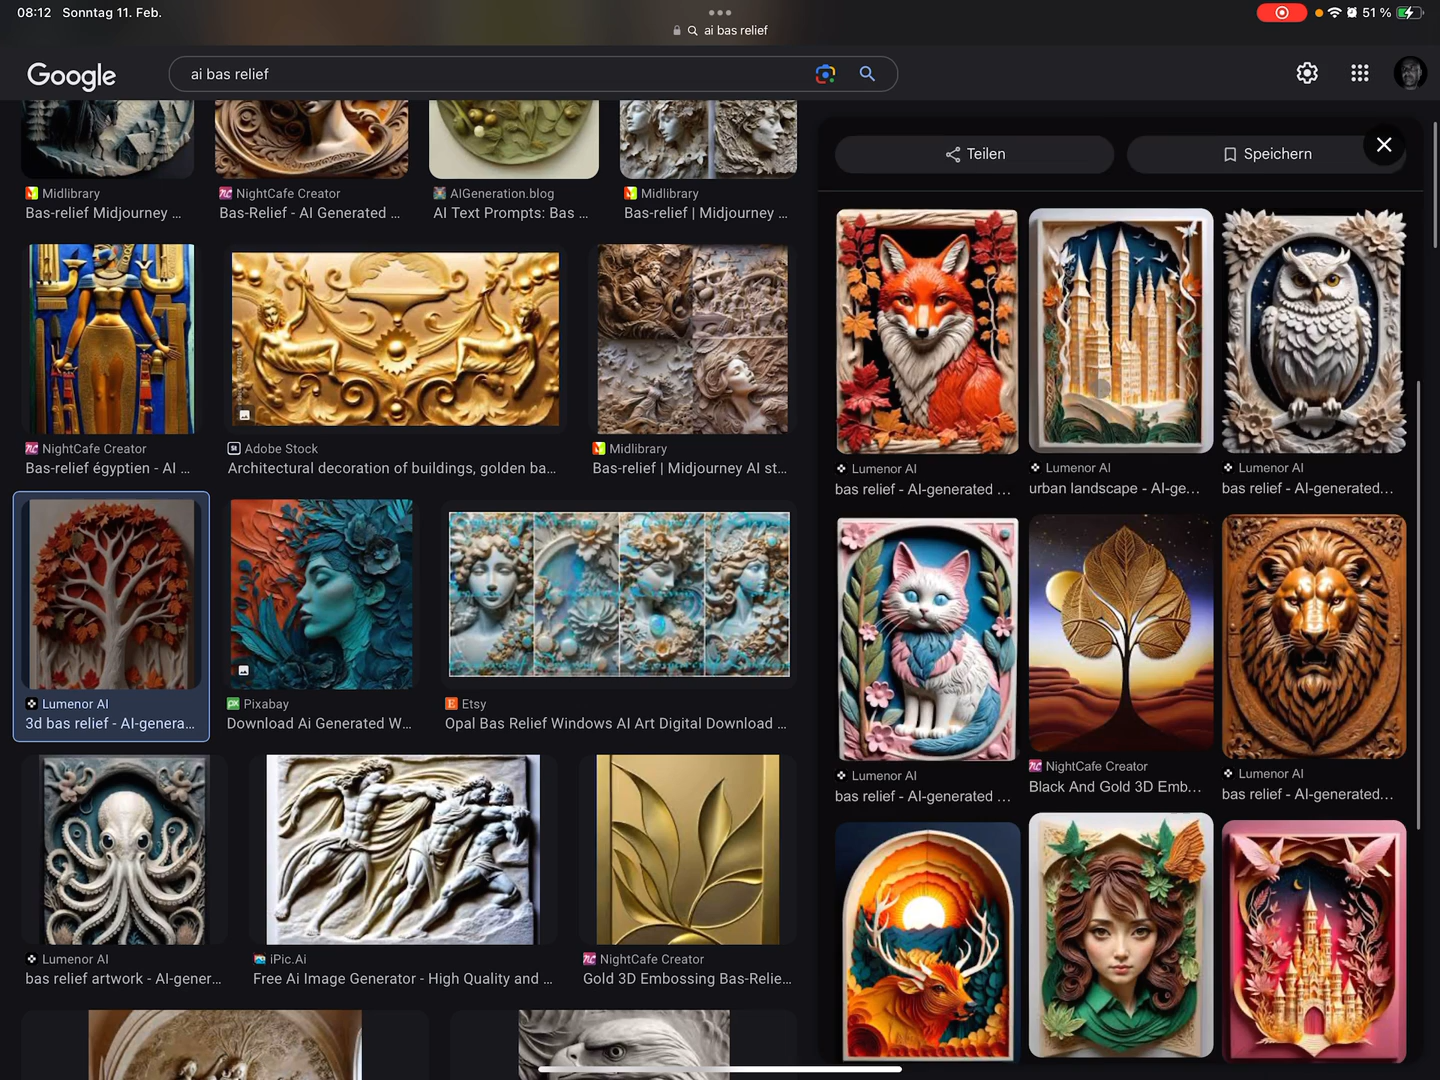 08:12 Sonntag 11. Feb.
51 %
ai bas relief
Google
ai bas relief
Midlibrary
Bas-relief Midjourney ...
NightCafe Creator
Bas-Relief - AI Generated ...
AIGeneration.blog
AI Text Prompts: Bas ...
Midlibrary
Bas-relief | Midjourney ...
NightCafe Creator
Bas-relief égyptien - AI ...
Adobe Stock
Architectural decoration of buildings, golden ba...
Midlibrary
Bas-relief | Midjourney AI st...
Lumenor AI
3d bas relief - AI-genera...
Pixabay
Download Ai Generated W...
Etsy
Opal Bas Relief Windows AI Art Digital Download ...
Lumenor AI
bas relief artwork - AI-gener...
iPic.Ai
Free Ai Image Generator - High Quality and ...
NightCafe Creator
Gold 3D Embossing Bas-Relie...
Teilen
Speichern
Lumenor AI
bas relief - AI-generated ...
Lumenor AI
urban landscape - AI-ge...
Lumenor AI
bas relief - AI-generated...
Lumenor AI
bas relief - AI-generated ...
NightCafe Creator
Black And Gold 3D Emb...
Lumenor AI
bas relief - AI-generated...